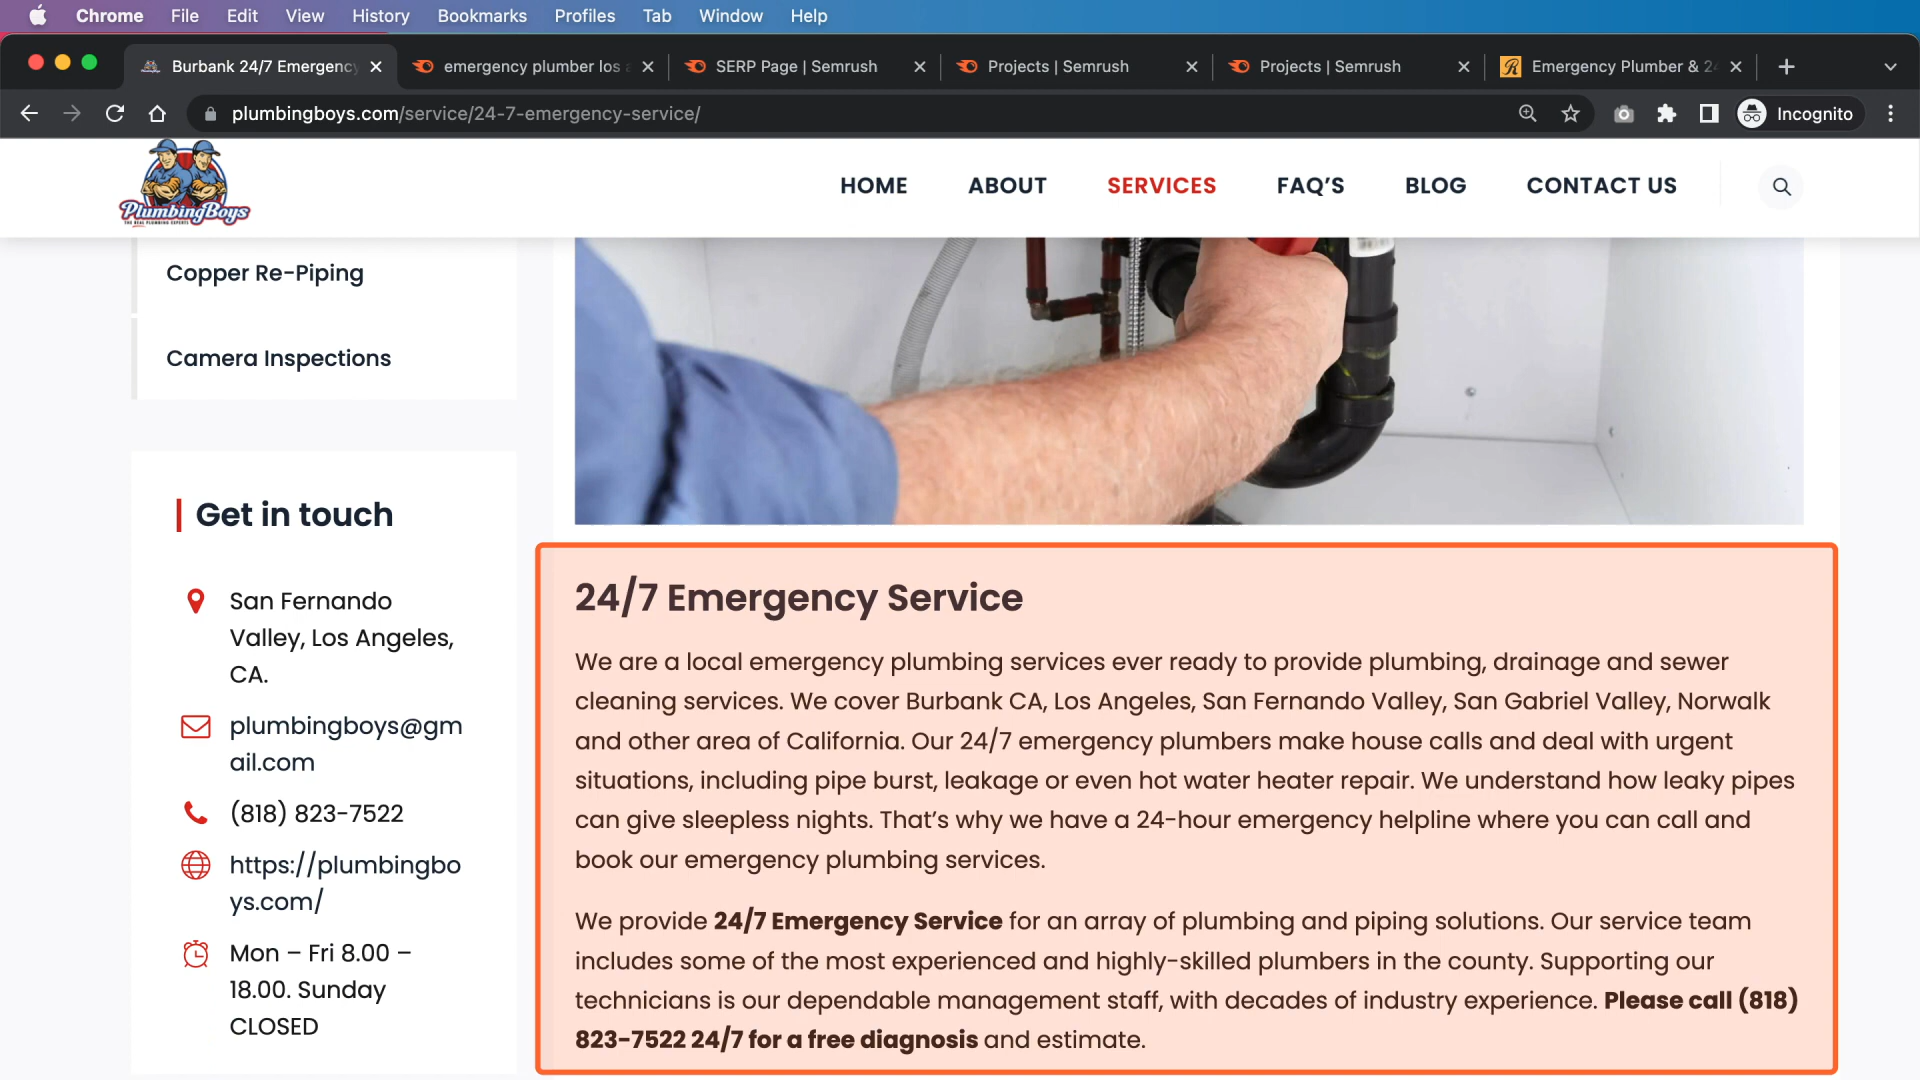 Chrome File Edit View History Bookmarks Profiles Tab Window Help
Burbank 24/7 Emergency
emergency plumber los a
SERP Page | Semrush
Projects | Semrush
Projects | Semrush
Emergency Plumber & 24
plumbingboys.com/service/24-7-emergency-service/
Incognito
PlumbingBoys
THE REAL PLUMBING EXPERTS
HOME ABOUT SERVICES FAQ'S BLOG CONTACT US
Copper Re-Piping
Camera Inspections
Get in touch
San Fernando
Valley, Los Angeles,
CA.
plumbingboys@gm
ail.com
(818) 823-7522
https://plumbingbo
ys.com/
Mon – Fri 8.00 –
18.00. Sunday
CLOSED
24/7 Emergency Service
We are a local emergency plumbing services ever ready to provide plumbing, drainage and sewer
cleaning services. We cover Burbank CA, Los Angeles, San Fernando Valley, San Gabriel Valley, Norwalk
and other area of California. Our 24/7 emergency plumbers make house calls and deal with urgent
situations, including pipe burst, leakage or even hot water heater repair. We understand how leaky pipes
can give sleepless nights. That's why we have a 24-hour emergency helpline where you can call and
book our emergency plumbing services.
We provide 24/7 Emergency Service for an array of plumbing and piping solutions. Our service team
includes some of the most experienced and highly-skilled plumbers in the county. Supporting our
technicians is our dependable management staff, with decades of industry experience. Please call (818)
823-7522 24/7 for a free diagnosis and estimate.